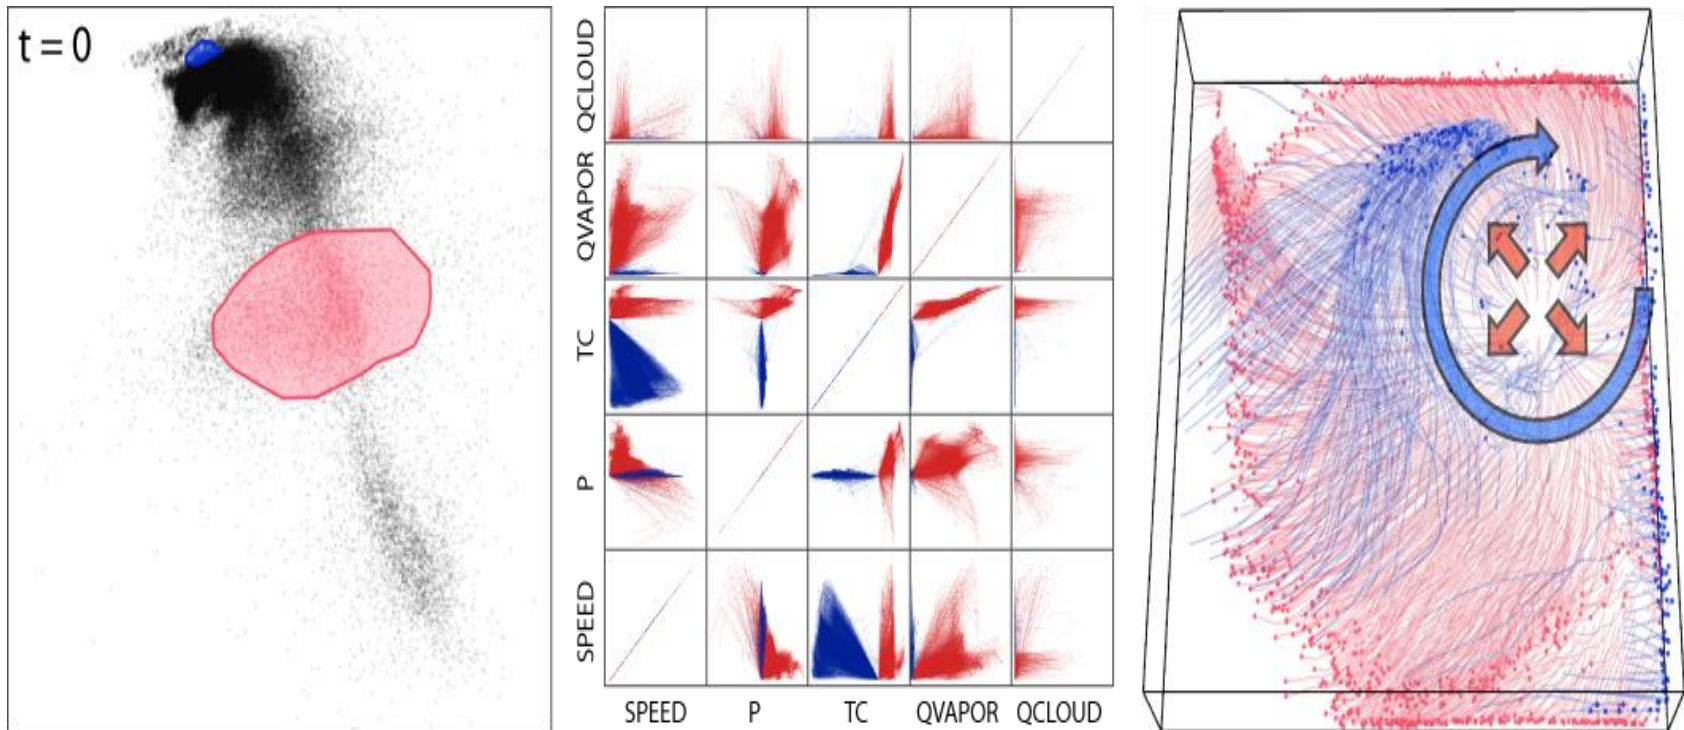 t = 0
QCLOUD
QVAPOR
TC
P
SPEED
SPEED P TC QVAPOR QCLOUD